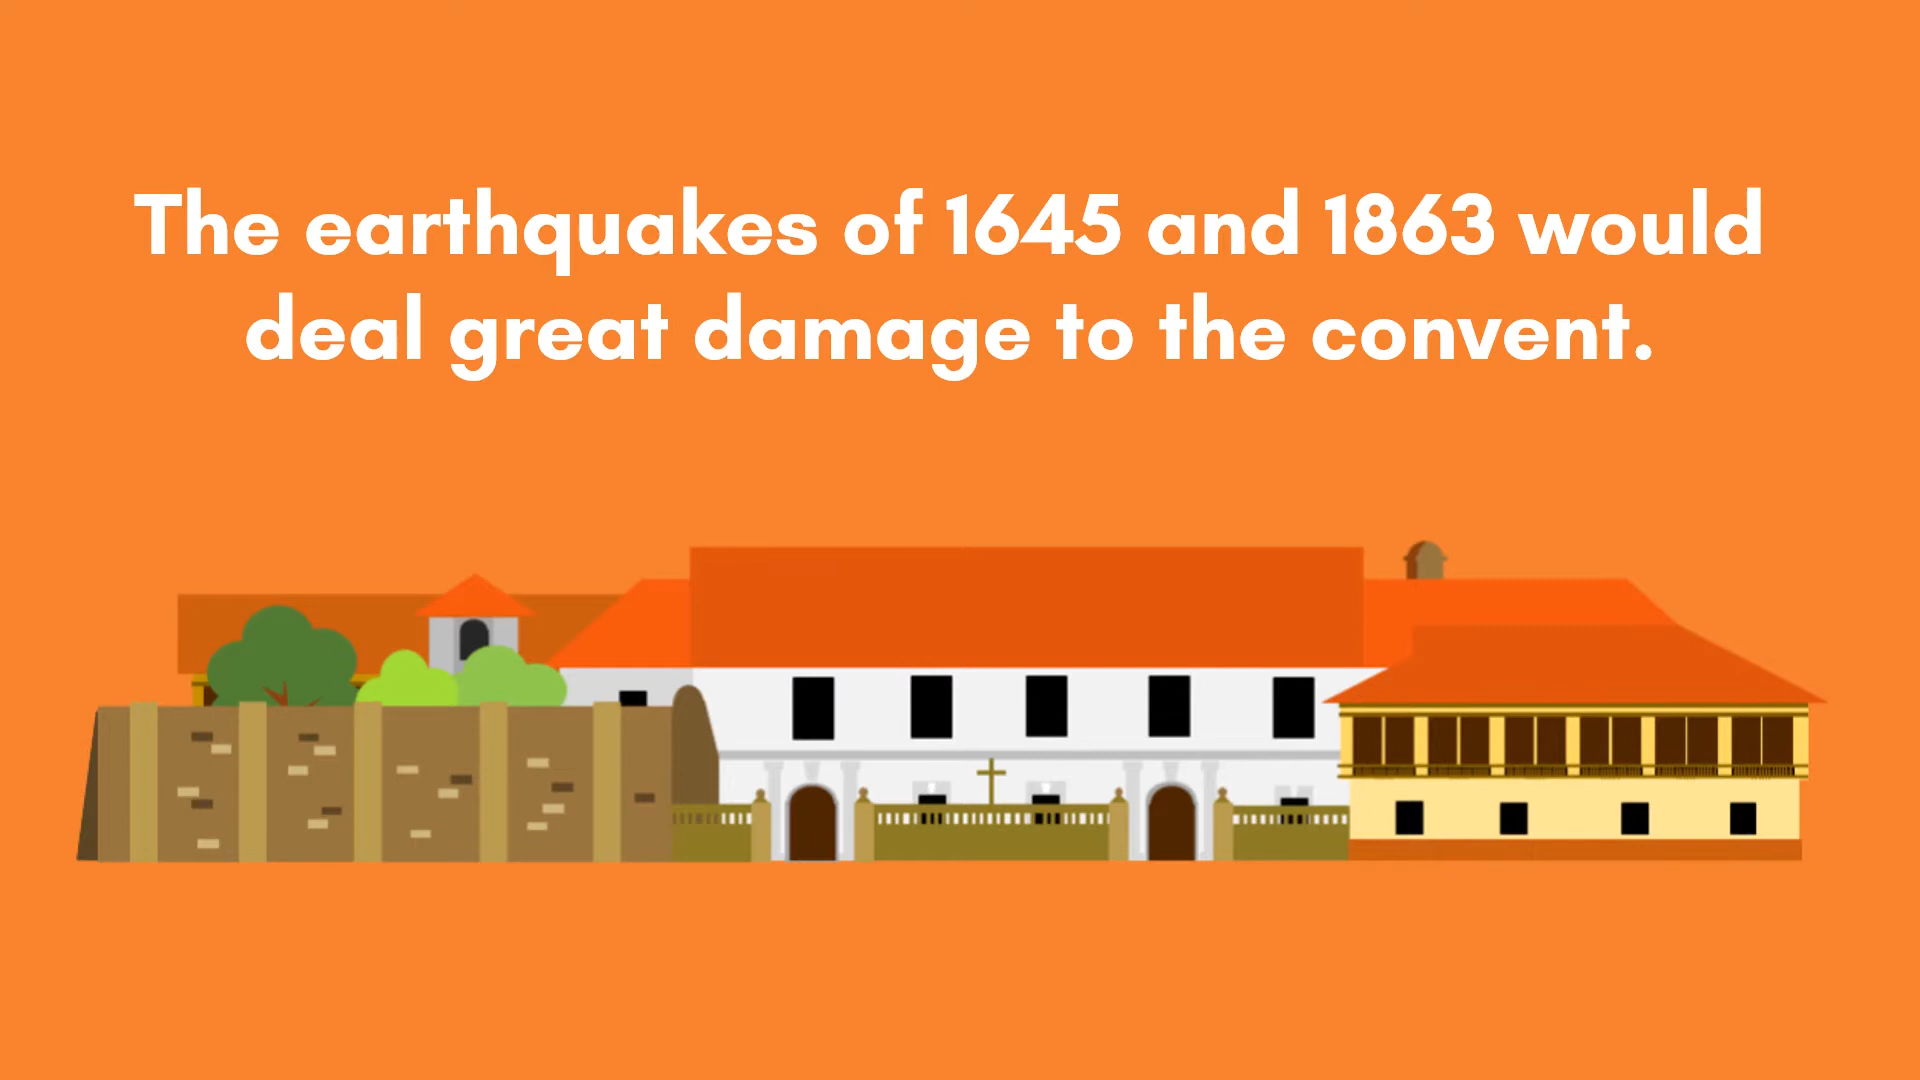 The earthquakes of 1645 and 1863 would
deal great damage to the convent.